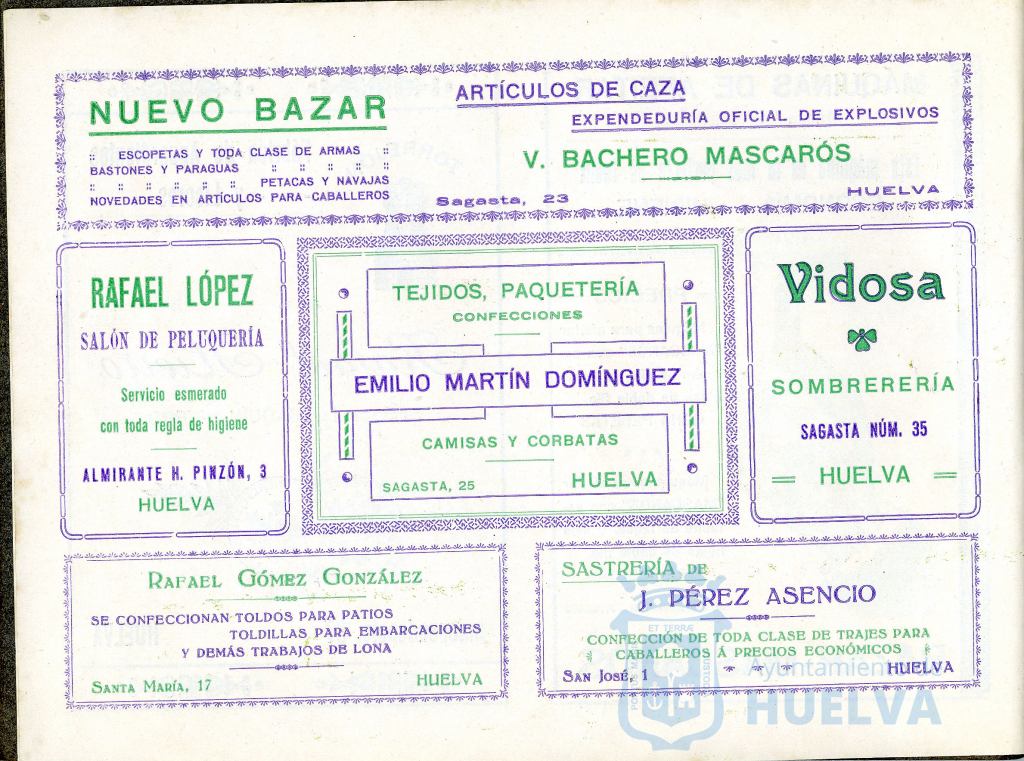 NUEVO BAZAR
ARTÍCULOS DE CAZA
EXPENDEDURÍA OFICIAL DE EXPLOSIVOS
:: ESCOPETAS Y TODA CLASE DE ARMAS ::
BASTONES Y PARAGUAS :: :: :: ::
:: :: :: :: :: :: PETACAS Y NAVAJAS
NOVEDADES EN ARTÍCULOS PARA CABALLEROS
V. BACHERO MASCARÓS
Sagasta, 23
HUELVA
RAFAEL LÓPEZ
SALÓN DE PELUQUERÍA
Servicio esmerado
con toda regla de higiene
ALMIRANTE H. PINZÓN, 3
HUELVA
TEJIDOS, PAQUETERÍA
CONFECCIONES
EMILIO MARTÍN DOMÍNGUEZ
CAMISAS Y CORBATAS
SAGASTA, 25
HUELVA
Vidosa
SOMBRERERÍA
SAGASTA NÚM. 35
HUELVA
RAFAEL GÓMEZ GONZÁLEZ
SE CONFECCIONAN TOLDOS PARA PATIOS
TOLDILLAS PARA EMBARCACIONES
Y DEMÁS TRABAJOS DE LONA
SANTA MARÍA, 17
HUELVA
SASTRERÍA DE
J. PÉREZ ASENCIO
CONFECCIÓN DE TODA CLASE DE TRAJES PARA
CABALLEROS Á PRECIOS ECONÓMICOS
SAN JOSÉ, 1
HUELVA
ET TERRÆ
Ayuntamiento de
HUELVA